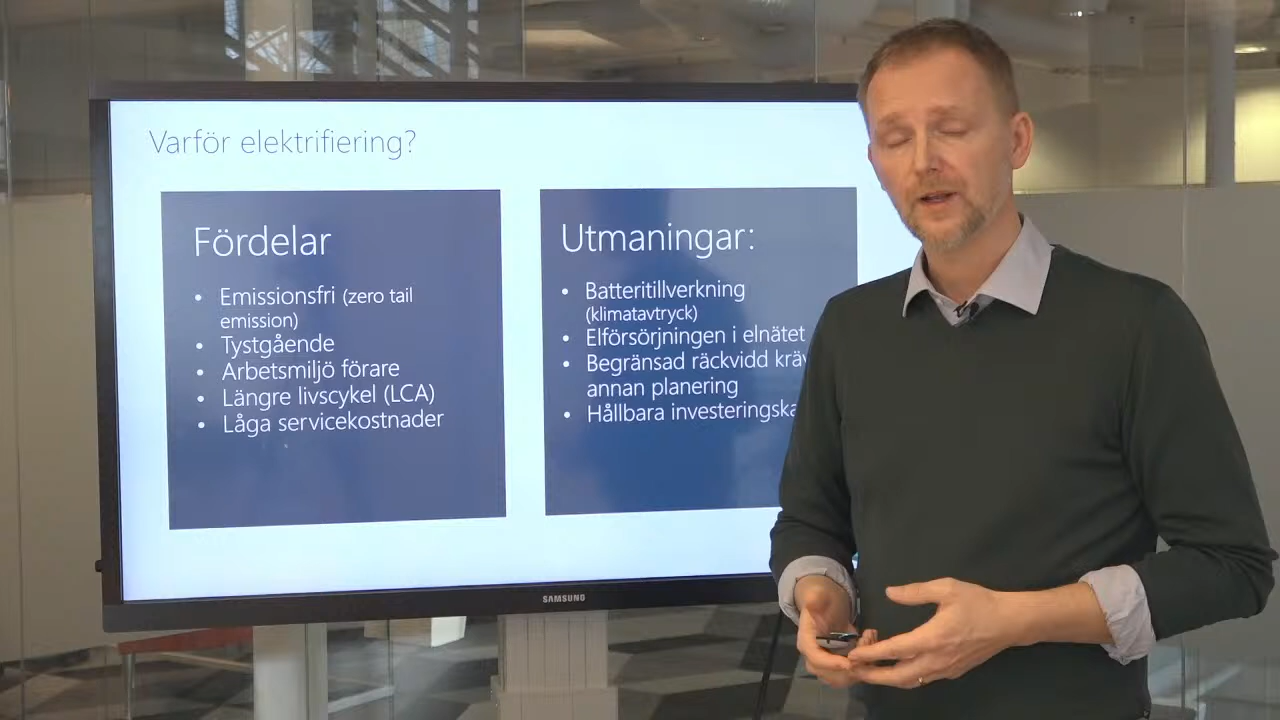 Varför elektrifiering?
Fördelar
• Emissionsfri (zero tail
emission)
• Tystgående
• Arbetsmiljö förare
• Längre livscykel (LCA)
• Låga servicekostnader
Utmaningar:
• Batteritillverkning
(klimatavtryck)
• Elförsörjningen i elnätet
• Begränsad räckvidd
annan planering
• Hållbara
SAMSUNG